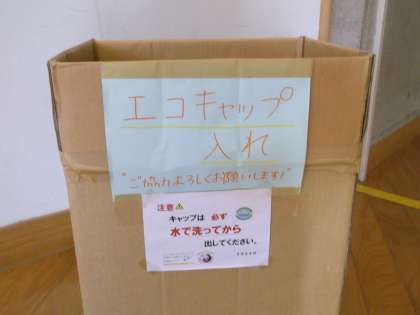 エコキャップ
入れ
"ご協力よろしくお願いします!"
注意
キャップは 必ず
水で洗ってから
出してください。